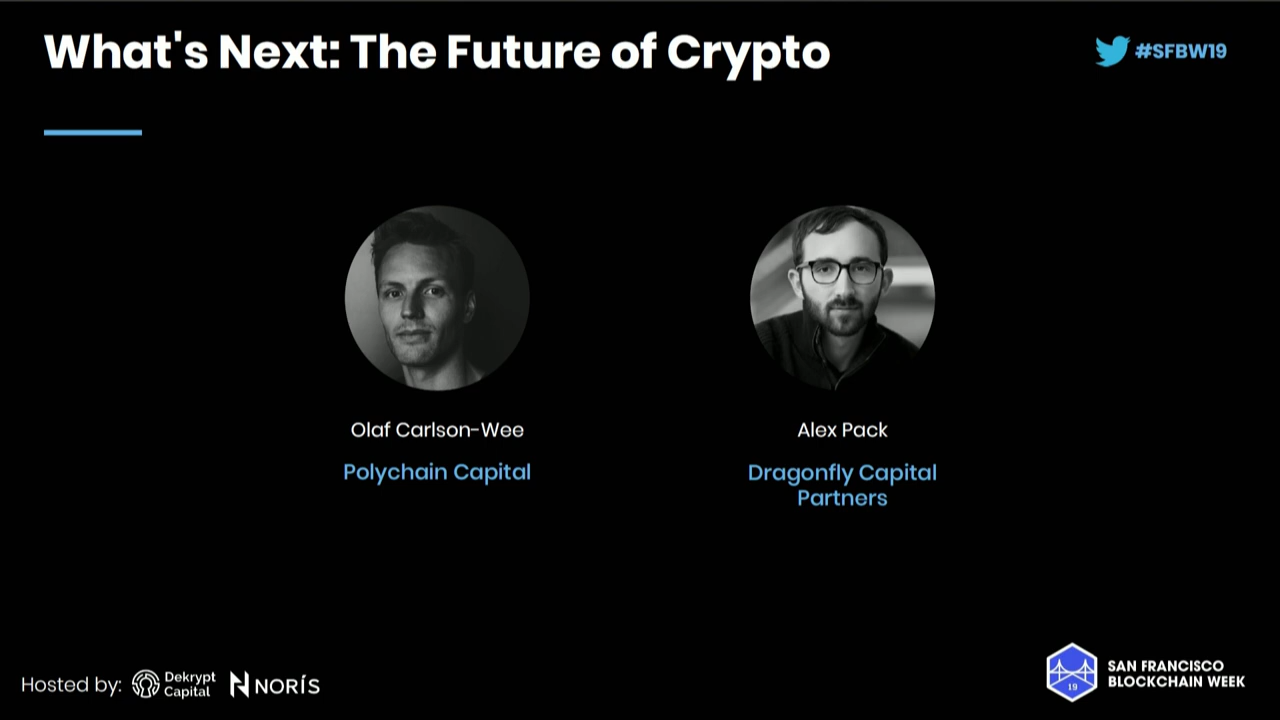 What's Next: The Future of Crypto
#SFBW19
Olaf Carlson-Wee
Polychain Capital
Alex Pack
Dragonfly Capital
Partners
Hosted by:
Dekrypt
Capital
NORÍS
19
SAN FRANCISCO
BLOCKCHAIN WEEK